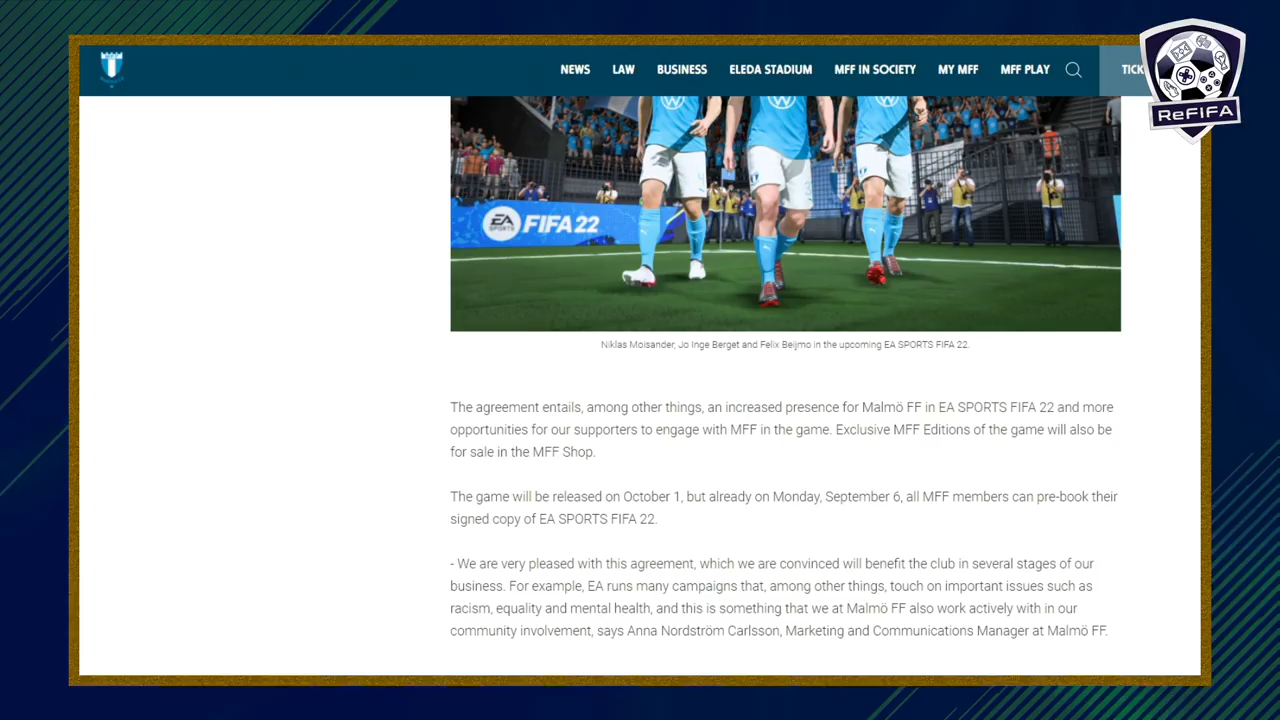 NEWS LAW BUSINESS ELEDA STADIUM MFF IN SOCIETY MY MFF MFF PLAY TICK
ReFIFA
EA SPORTS FIFA 22
Niklas Moisander, Jo Inge Berget and Felix Beijmo in the upcoming EA SPORTS FIFA 22.
The agreement entails, among other things, an increased presence for Malmö FF in EA SPORTS FIFA 22 and more
opportunities for our supporters to engage with MFF in the game. Exclusive MFF Editions of the game will also be
for sale in the MFF Shop.
The game will be released on October 1, but already on Monday, September 6, all MFF members can pre-book their
signed copy of EA SPORTS FIFA 22.
- We are very pleased with this agreement, which we are convinced will benefit the club in several stages of our
business. For example, EA runs many campaigns that, among other things, touch on important issues such as
racism, equality and mental health, and this is something that we at Malmö FF also work actively with in our
community involvement, says Anna Nordström Carlsson, Marketing and Communications Manager at Malmö FF.